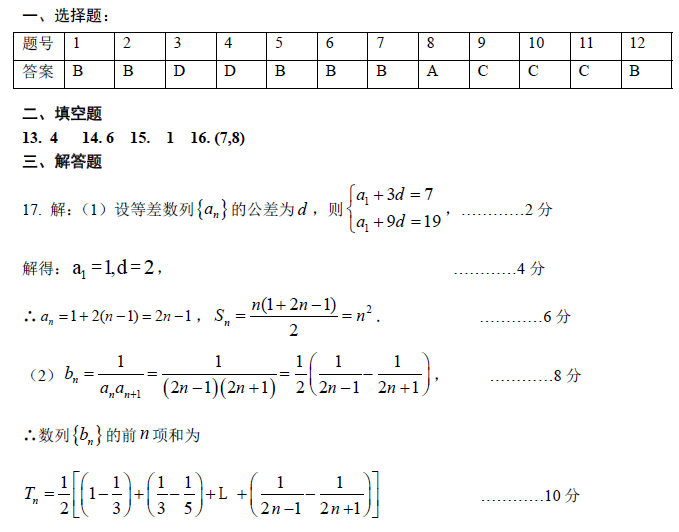 一、选择题：
题号 1 2 3 4 5 6 7 8 9 10 11 12
答案 B B D D B B B A C C C B
二、填空题
13. 4 14. 6 15. 1 16. (7,8)
三、解答题
17. 解：（1）设等差数列{aₙ}的公差为d，则{a₁+3d=7, a₁+9d=19，…………2 分
解得：a₁=1,d=2， …………4 分
∴aₙ=1+2(n−1)=2n−1，Sₙ=n(1+2n−1)/2=n². …………6 分
（2）bₙ=1/(aₙaₙ₊₁)=1/((2n−1)(2n+1))=1/2(1/(2n−1)−1/(2n+1))， …………8 分
∴数列{bₙ}的前n项和为
Tₙ=1/2[(1−1/3)+(1/3−1/5)+L +(1/(2n−1)−1/(2n+1))] …………10 分